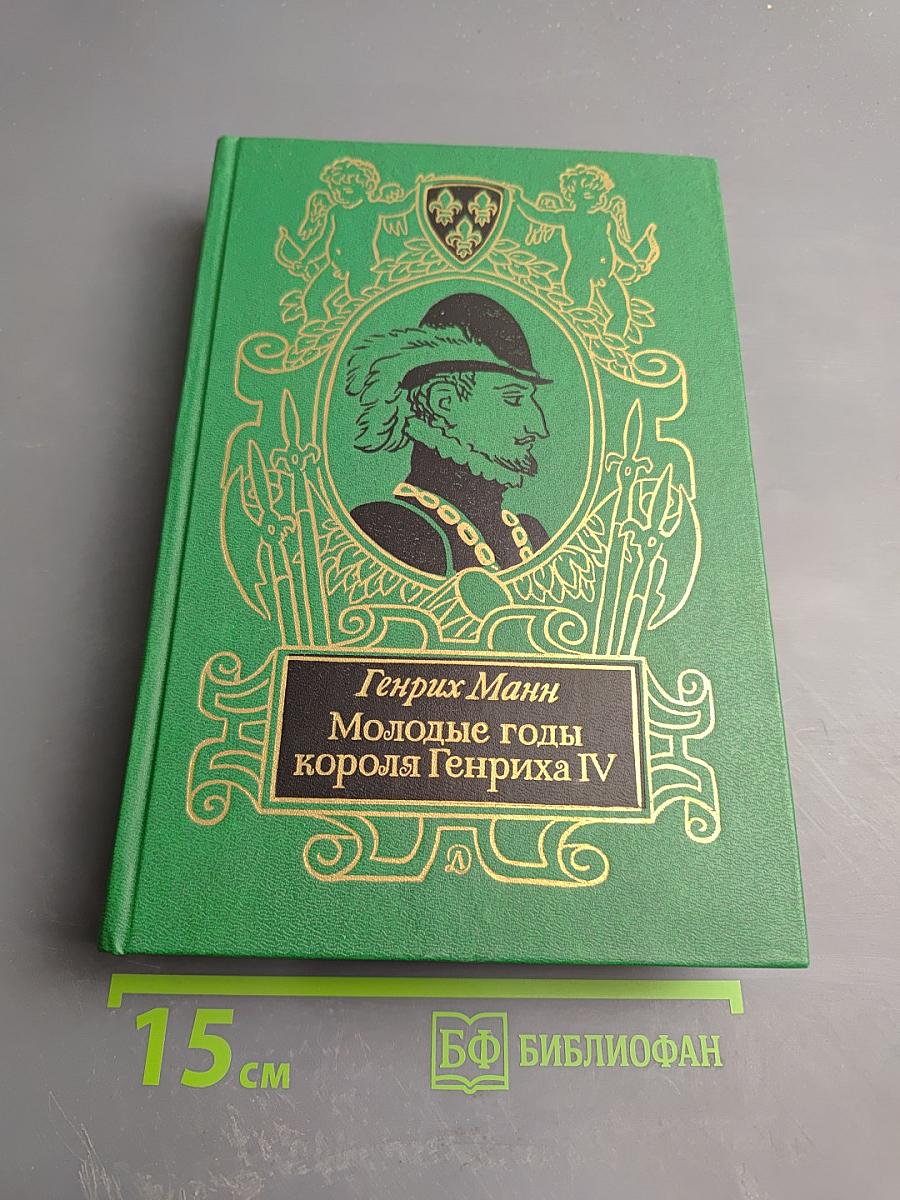 Генрих Манн
Молодые годы
короля Генриха IV
15 см
БФ БИБЛИОФАН